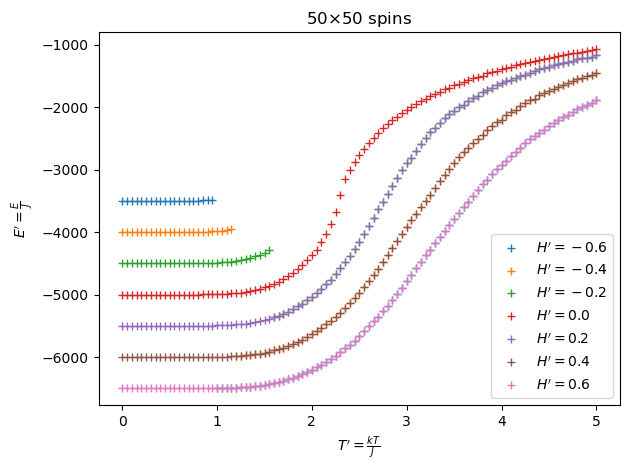 50×50 spins
E′ = E/J
−1000
−2000
−3000
−4000
−5000
−6000
H′ = −0.6
H′ = −0.4
H′ = −0.2
H′ = 0.0
H′ = 0.2
H′ = 0.4
H′ = 0.6
0 1 2 3 4 5
T′ = kT/J